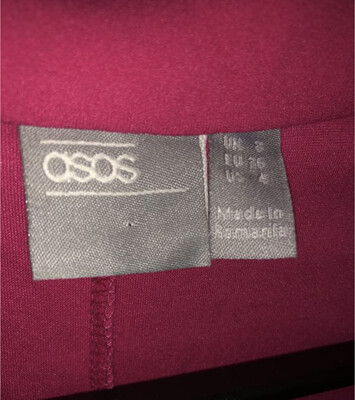 asos
UK 8
EU 36
US 4
Made In
Romania